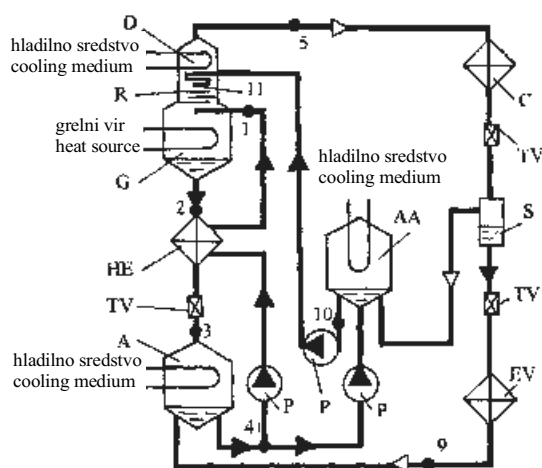 D
5
hladilno sredstvo
cooling medium
R
11
C
1
grelni vir
heat source
TV
hladilno sredstvo
cooling medium
G
S
2
AA
HE
TV
TV
10
3
A
P
EV
hladilno sredstvo
cooling medium
P
P
9